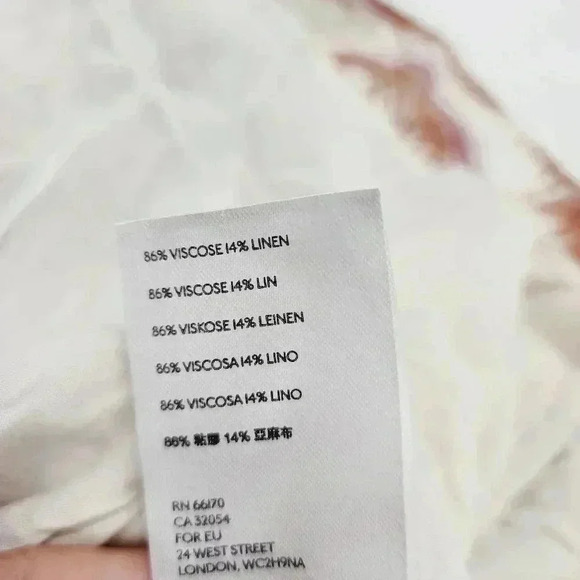 86% VISCOSE 14% LINEN
86% VISCOSE 14% LIN
86% VISKOSE 14% LEINEN
86% VISCOSA 14% LINO
86% VISCOSA 14% LINO
86% 粘膠 14% 亞麻布
RN 66170
CA 32054
FOR EU
24 WEST STREET
LONDON, WC2H9NA